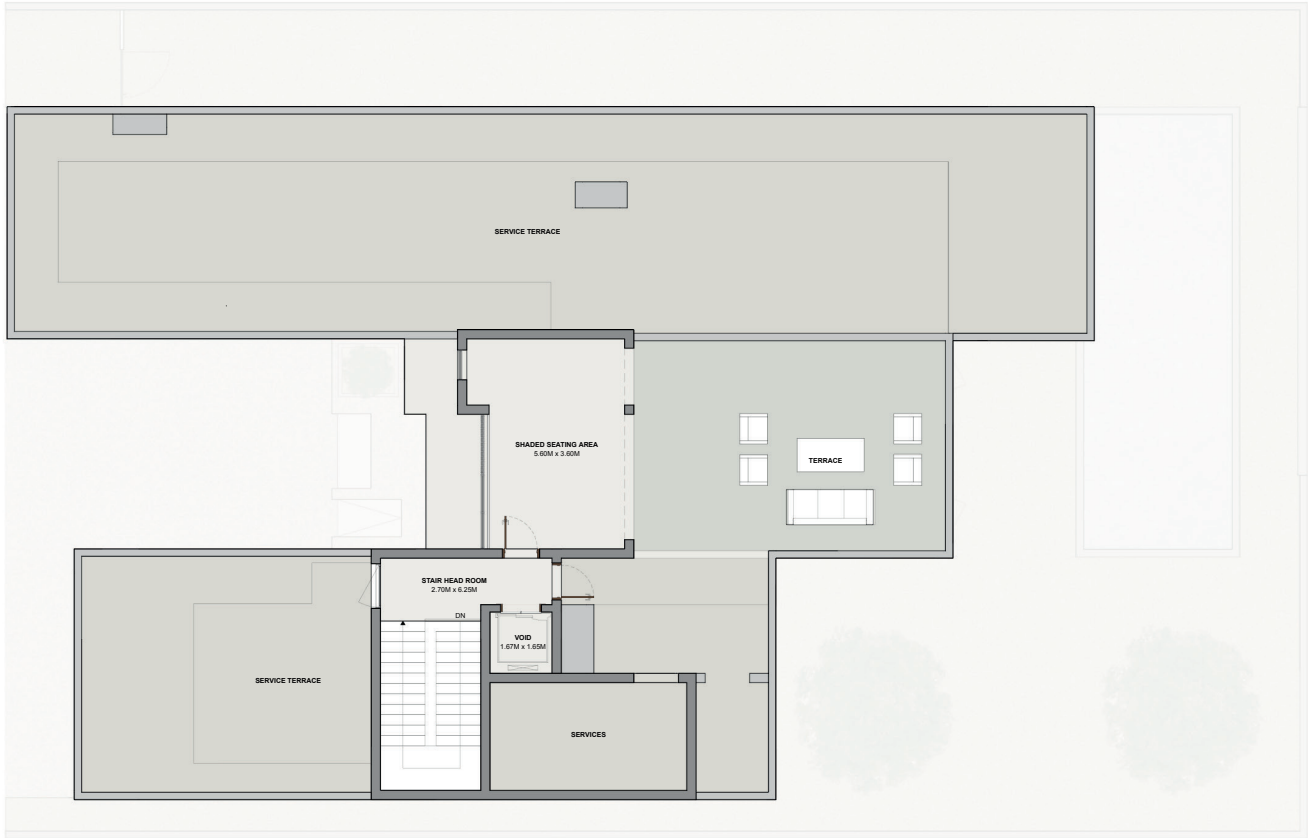 SERVICE TERRACE
SHADED SEATING AREA
5.60M x 3.60M
TERRACE
STAIR HEAD ROOM
2.70M x 6.25M
DN
VOID
1.67M x 1.65M
SERVICE TERRACE
SERVICES